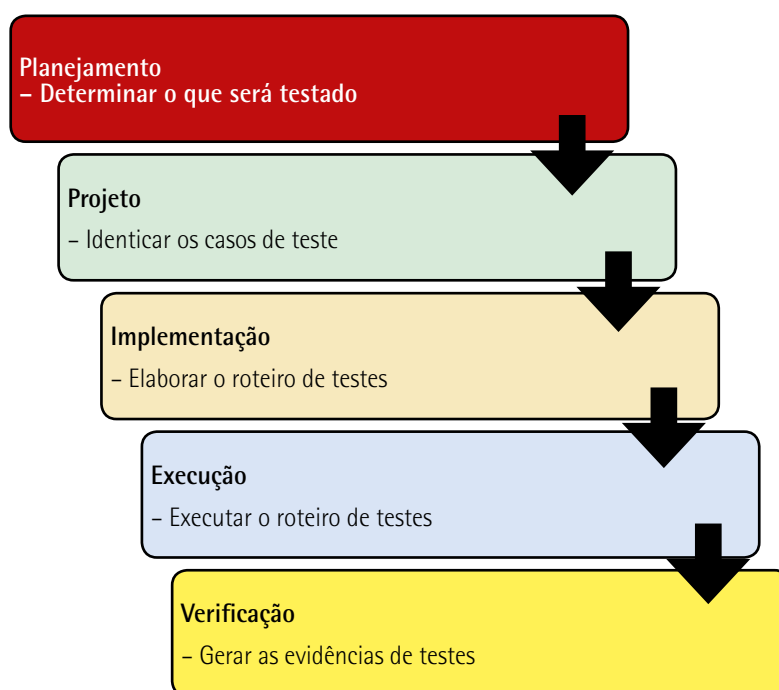 Planejamento
– Determinar o que será testado
Projeto
– Identicar os casos de teste
Implementação
– Elaborar o roteiro de testes
Execução
– Executar o roteiro de testes
Verificação
– Gerar as evidências de testes